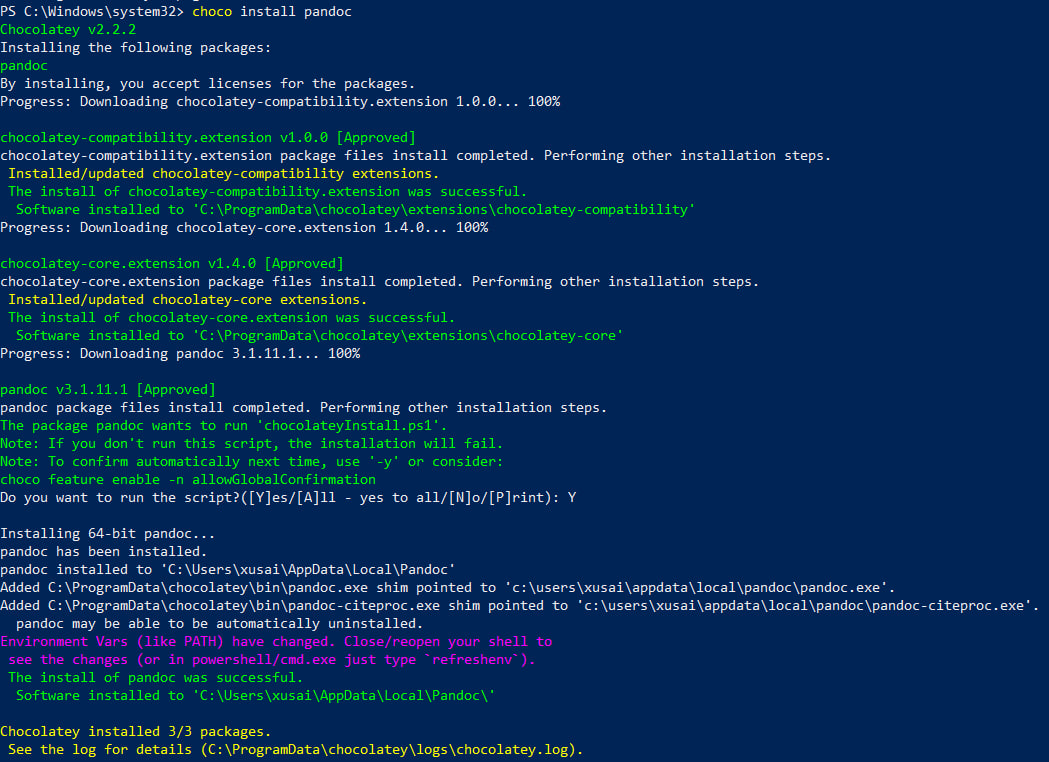 PS C:\Windows\system32> choco install pandoc
Chocolatey v2.2.2
Installing the following packages:
pandoc
By installing, you accept licenses for the packages.
Progress: Downloading chocolatey-compatibility.extension 1.0.0... 100%

chocolatey-compatibility.extension v1.0.0 [Approved]
chocolatey-compatibility.extension package files install completed. Performing other installation steps.
 Installed/updated chocolatey-compatibility extensions.
 The install of chocolatey-compatibility.extension was successful.
  Software installed to 'C:\ProgramData\chocolatey\extensions\chocolatey-compatibility'
Progress: Downloading chocolatey-core.extension 1.4.0... 100%

chocolatey-core.extension v1.4.0 [Approved]
chocolatey-core.extension package files install completed. Performing other installation steps.
 Installed/updated chocolatey-core extensions.
 The install of chocolatey-core.extension was successful.
  Software installed to 'C:\ProgramData\chocolatey\extensions\chocolatey-core'
Progress: Downloading pandoc 3.1.11.1... 100%

pandoc v3.1.11.1 [Approved]
pandoc package files install completed. Performing other installation steps.
The package pandoc wants to run 'chocolateyInstall.ps1'.
Note: If you don't run this script, the installation will fail.
Note: To confirm automatically next time, use '-y' or consider:
choco feature enable -n allowGlobalConfirmation
Do you want to run the script?([Y]es/[A]ll - yes to all/[N]o/[P]rint): Y

Installing 64-bit pandoc...
pandoc has been installed.
pandoc installed to 'C:\Users\xusai\AppData\Local\Pandoc'
Added C:\ProgramData\chocolatey\bin\pandoc.exe shim pointed to 'c:\users\xusai\appdata\local\pandoc\pandoc.exe'.
Added C:\ProgramData\chocolatey\bin\pandoc-citeproc.exe shim pointed to 'c:\users\xusai\appdata\local\pandoc\pandoc-citeproc.exe'.
  pandoc may be able to be automatically uninstalled.
Environment Vars (like PATH) have changed. Close/reopen your shell to
 see the changes (or in powershell/cmd.exe just type `refreshenv`).
 The install of pandoc was successful.
  Software installed to 'C:\Users\xusai\AppData\Local\Pandoc\'

Chocolatey installed 3/3 packages.
 See the log for details (C:\ProgramData\chocolatey\logs\chocolatey.log).